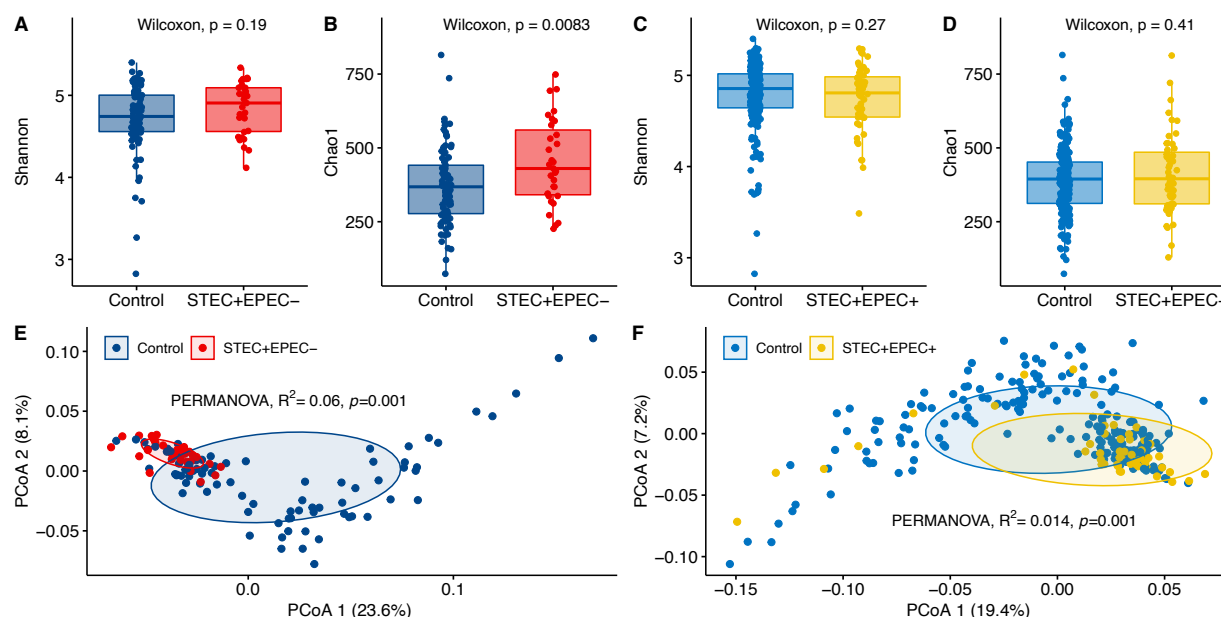 A
Wilcoxon, p = 0.19
Shannon
5
4
3
Control
STEC+EPEC−
B
Wilcoxon, p = 0.0083
Chao1
750
500
250
Control
STEC+EPEC−
C
Wilcoxon, p = 0.27
Shannon
5
4
3
Control
STEC+EPEC+
D
Wilcoxon, p = 0.41
Chao1
750
500
250
Control
E
Control
STEC+EPEC−
PERMANOVA, R²= 0.06, p=0.001
PCoA 2 (8.1%)
0.10
0.05
0.00
−0.05
0.0
0.1
PCoA 1 (23.6%)
F
Control
STEC+EPEC+
PERMANOVA, R²= 0.014, p=0.001
PCoA 2 (7.2%)
0.05
0.00
−0.05
−0.10
−0.15
−0.10
−0.05
0.00
0.05
PCoA 1 (19.4%)